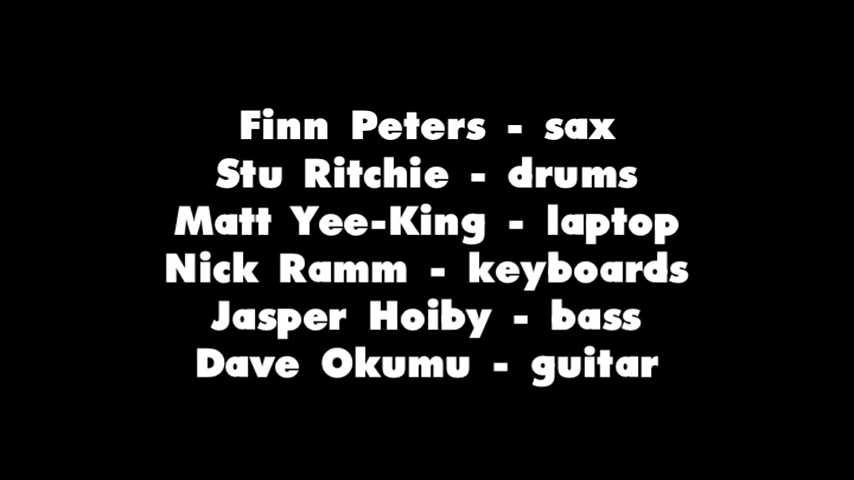 Finn Peters - sax
Stu Ritchie - drums
Matt Yee-King - laptop
Nick Ramm - keyboards
Jasper Hoiby - bass
Dave Okumu - guitar